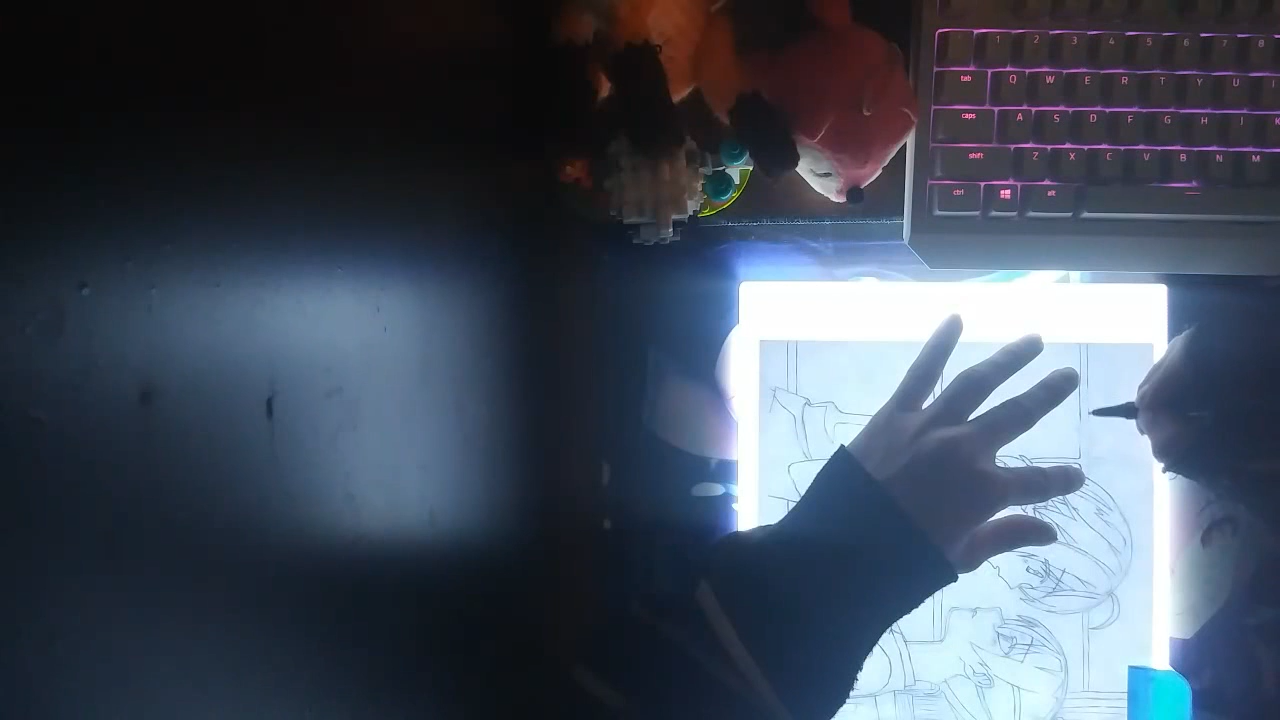 1 2 3 4 5 6 7 8
tab Q W E R T Y U I
caps A S D F G H J K
shift Z X C V B N M
ctrl alt